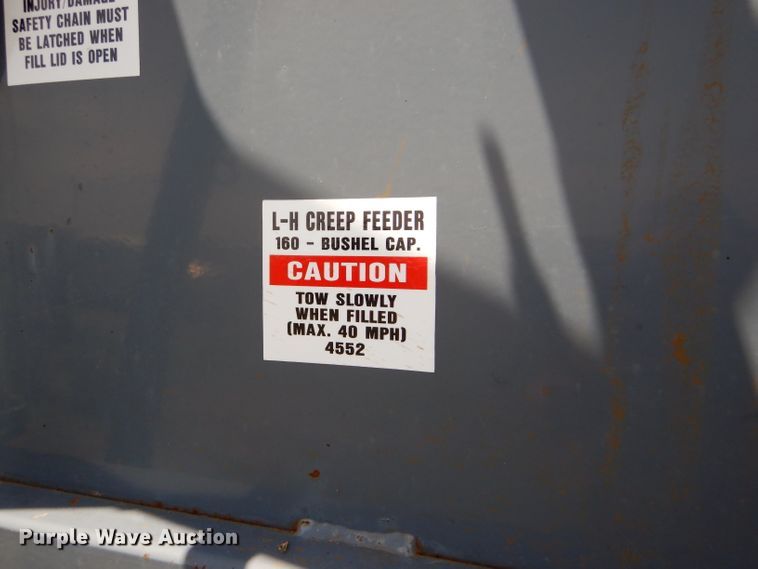 INJURY/DAMAGE
SAFETY CHAIN MUST
BE LATCHED WHEN
FILL LID IS OPEN
L-H CREEP FEEDER
160 - BUSHEL CAP.
CAUTION
TOW SLOWLY
WHEN FILLED
(MAX. 40 MPH)
4552
Purple Wave Auction